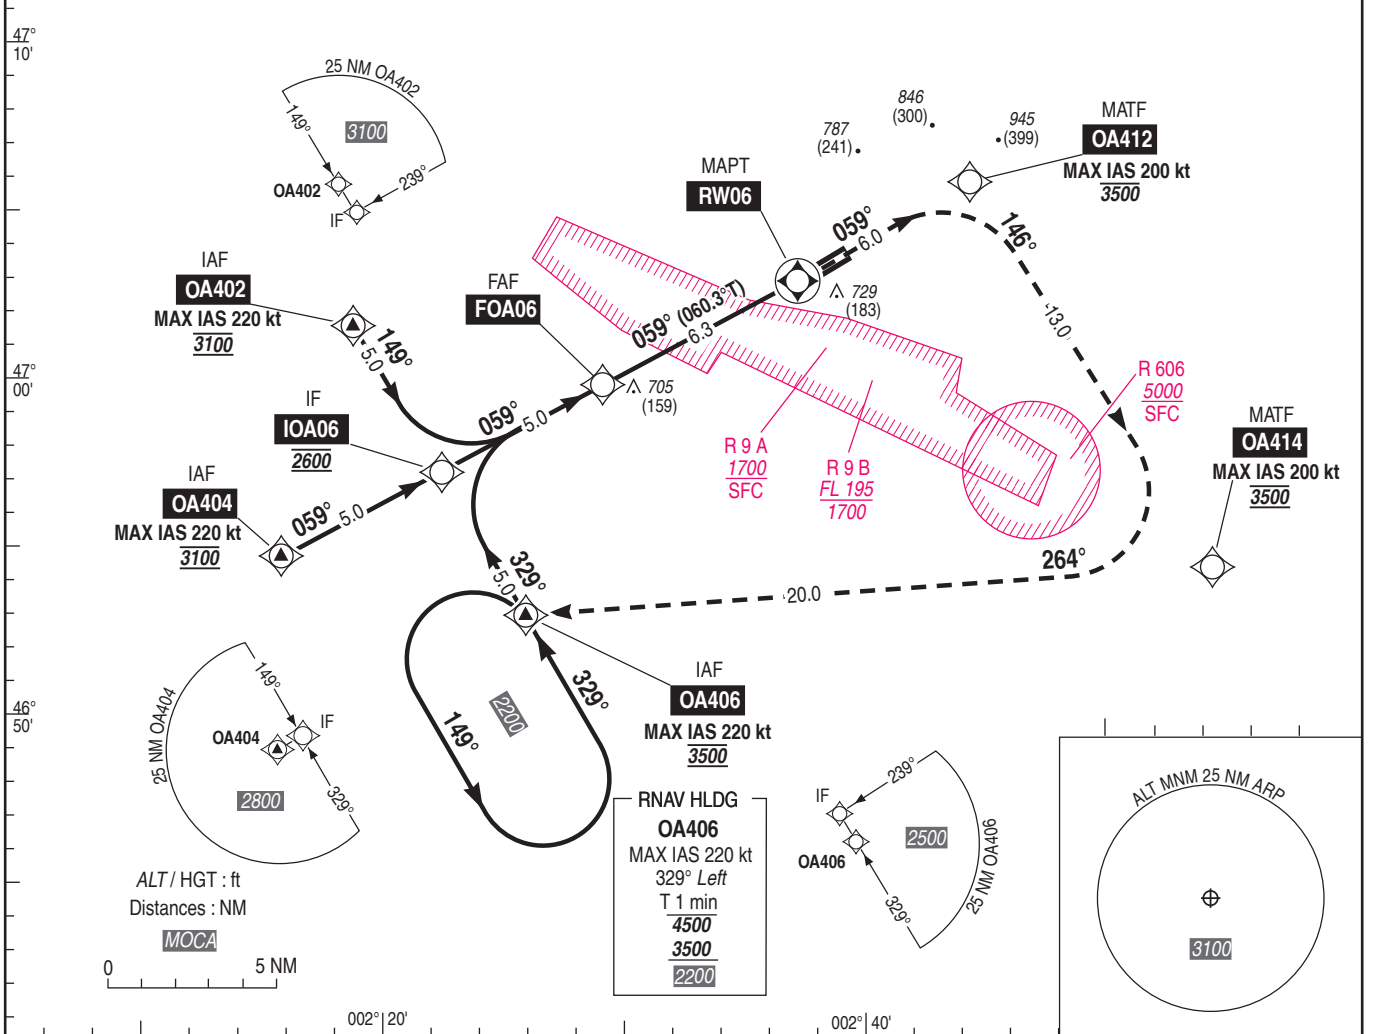 47°
10'
25 NM OA402
149°
3100
239°
OA402
IF
846
(300)
787
(241)
945
(399)
MATF
OA412
MAX IAS 200 kt
3500
MAPT
RW06
059°
6.0
146°
IAF
OA402
MAX IAS 220 kt
3100
149°
5.0
FAF
FOA06
059° (060.3°T)
6.3
729
(183)
13.0
47°
00'
705
(159)
R 606
5000
SFC
IF
IOA06
2600
059°
5.0
MATF
OA414
MAX IAS 200 kt
3500
R 9 A
1700
SFC
R 9 B
FL 195
1700
IAF
OA404
MAX IAS 220 kt
3100
059°
5.0
329°
5.0
264°
20.0
IAF
OA406
MAX IAS 220 kt
3500
329°
149°
2200
46°
50'
25 NM OA404
149°
IF
OA404
329°
2800
RNAV HLDG
OA406
MAX IAS 220 kt
329° Left
T 1 min
4500
3500
2200
239°
IF
OA406
2500
329°
25 NM OA406
ALT MNM 25 NM ARP
3100
ALT / HGT : ft
Distances : NM
MOCA
0
5 NM
002° 20'
002° 40'